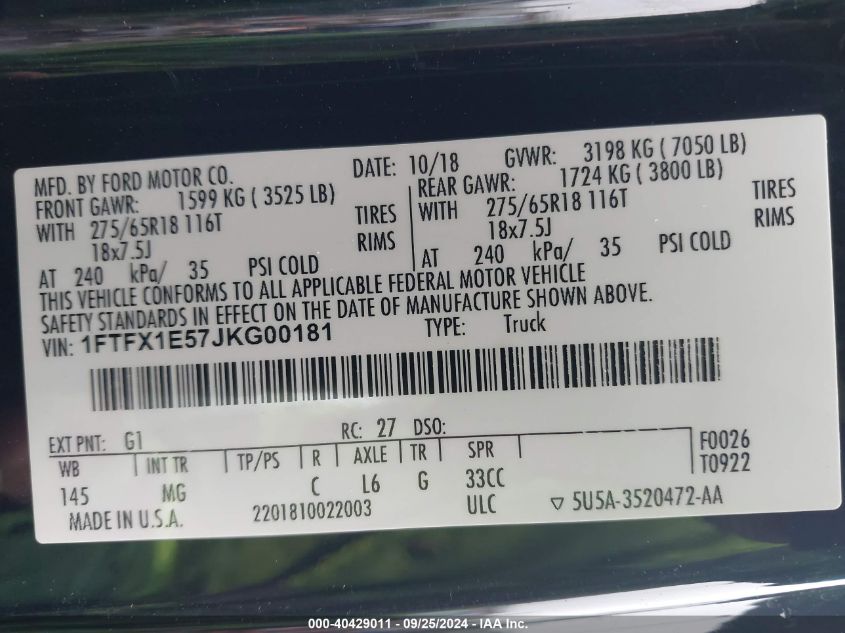 MFD. BY FORD MOTOR CO. DATE: 10/18 GVWR: 3198 KG ( 7050 LB)
FRONT GAWR: 1599 KG ( 3525 LB) REAR GAWR: 1724 KG ( 3800 LB)
WITH 275/65R18 116T TIRES WITH 275/65R18 116T TIRES
18x7.5J RIMS 18x7.5J RIMS
AT 240 kPa/ 35 PSI COLD AT 240 kPa/ 35 PSI COLD
THIS VEHICLE CONFORMS TO ALL APPLICABLE FEDERAL MOTOR VEHICLE
SAFETY STANDARDS IN EFFECT ON THE DATE OF MANUFACTURE SHOWN ABOVE.
VIN: 1FTFX1E57JKG00181 TYPE: Truck
EXT PNT: G1 RC: 27 DSO:
WB INT TR TP/PS R AXLE TR SPR F0026
145 MG C L6 G 33CC T0922
MADE IN U.S.A. 2201810022003 ULC ▽ 5U5A-3520472-AA
000-40429011 - 09/25/2024 - IAA Inc.